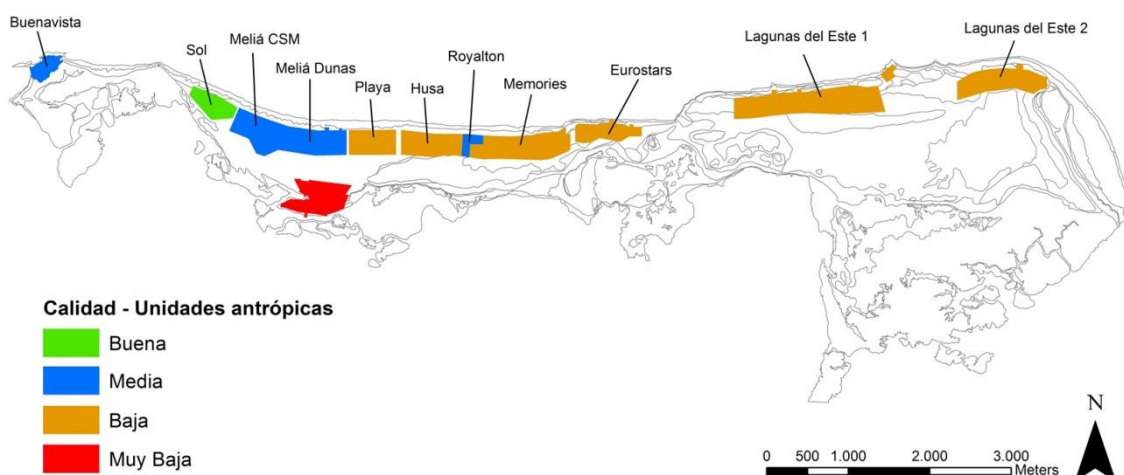 Buenavista
Sol
Meliá CSM
Meliá Dunas
Playa
Husa
Royalton
Memories
Eurostars
Lagunas del Este 1
Lagunas del Este 2
Calidad - Unidades antrópicas
Buena
Media
Baja
Muy Baja
N
0 500 1.000 2.000 3.000
Meters